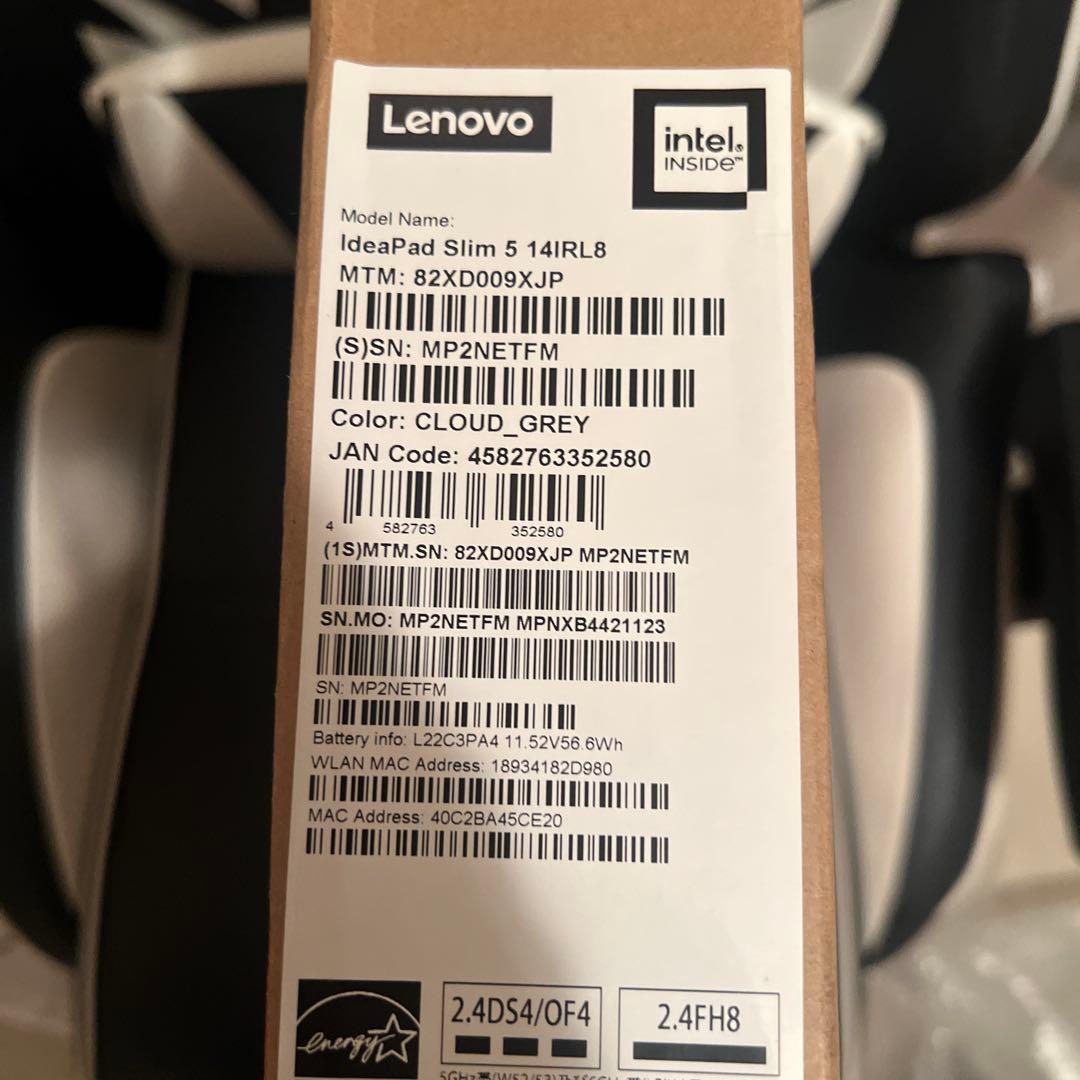 Lenovo
intel.
INSIDE™
Model Name:
IdeaPad Slim 5 14IRL8
MTM: 82XD009XJP
(S)SN: MP2NETFM
Color: CLOUD_GREY
JAN Code: 4582763352580
4 582763 352580
(1S)MTM.SN: 82XD009XJP MP2NETFM
SN.MO: MP2NETFM MPNXB4421123
SN: MP2NETFM
Battery info: L22C3PA4 11.52V56.6Wh
WLAN MAC Address: 18934182D980
MAC Address: 40C2BA45CE20
energy
2.4DS4/OF4
2.4FH8